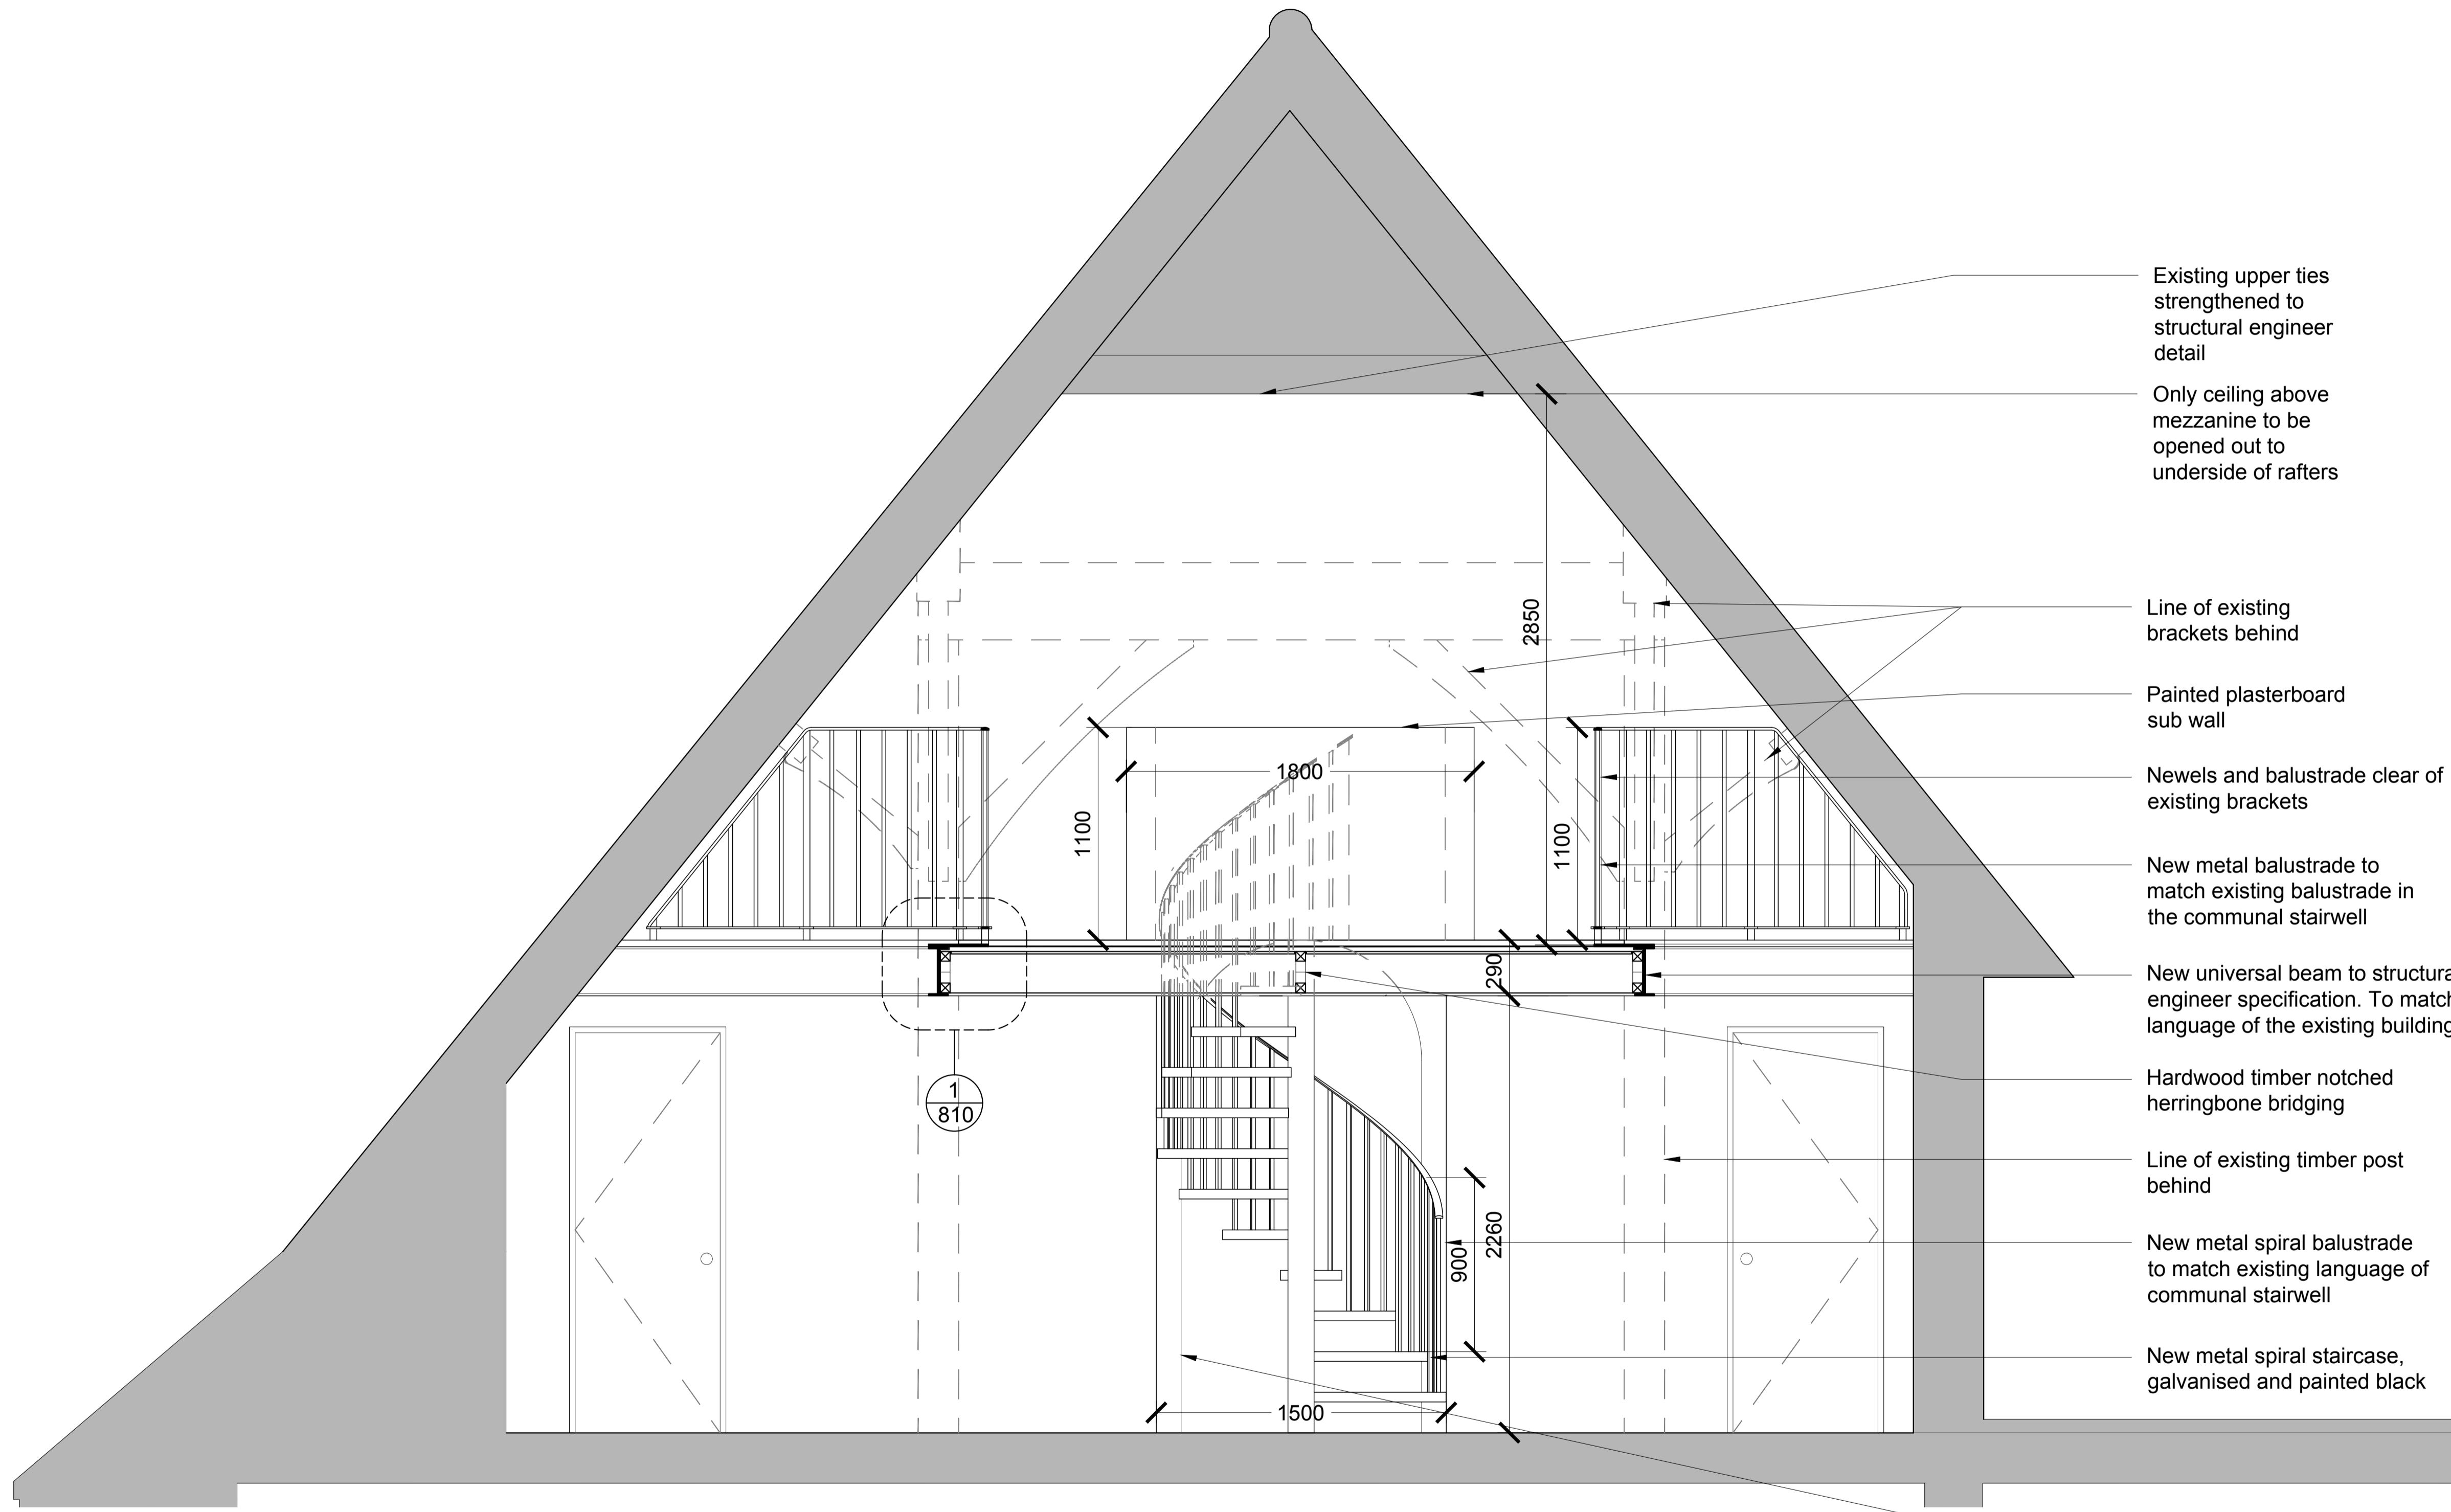 Existing upper ties
strengthened to
structural engineer
detail
Only ceiling above
mezzanine to be
opened out to
underside of rafters
Line of existing
brackets behind
Painted plasterboard
sub wall
Newels and balustrade clear of
existing brackets
New metal balustrade to
match existing balustrade in
the communal stairwell
New universal beam to structura
engineer specification. To match
language of the existing building
Hardwood timber notched
herringbone bridging
Line of existing timber post
behind
New metal spiral balustrade
to match existing language of
communal stairwell
New metal spiral staircase,
galvanised and painted black
2850
1800
1100
1100
290
1
810
2260
900
1500